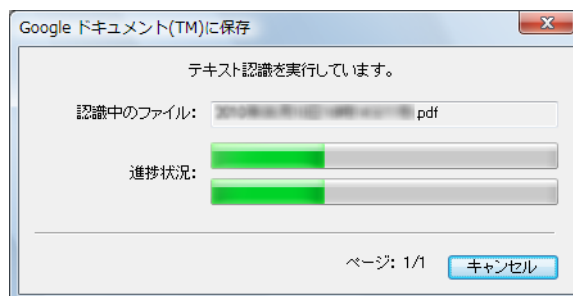 Google ドキュメント(TM)に保存
テキスト認識を実行しています。
認識中のファイル: .pdf
進捗状況:
ページ: 1/1
キャンセル